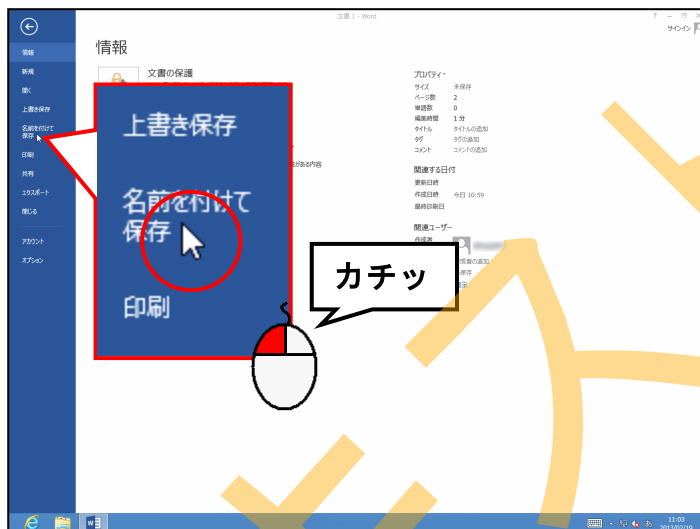 文書 1 - Word
サインイン
情報
情報
新規
開く
上書き保存
名前を付けて
保存
印刷
共有
エクスポート
閉じる
アカウント
オプション
文書の保護
上書き保存
名前を付けて
保存
印刷
カチッ
プロパティ
サイズ 未保存
ページ数 2
単語数 0
編集時間 1 分
タイトル タイトルの追加
タグ タグの追加
コメント コメントの追加
関連する日付
更新日時
作成日時 今日 10:59
最終印刷日
関連ユーザー
作成者
11:03
2013/02/19